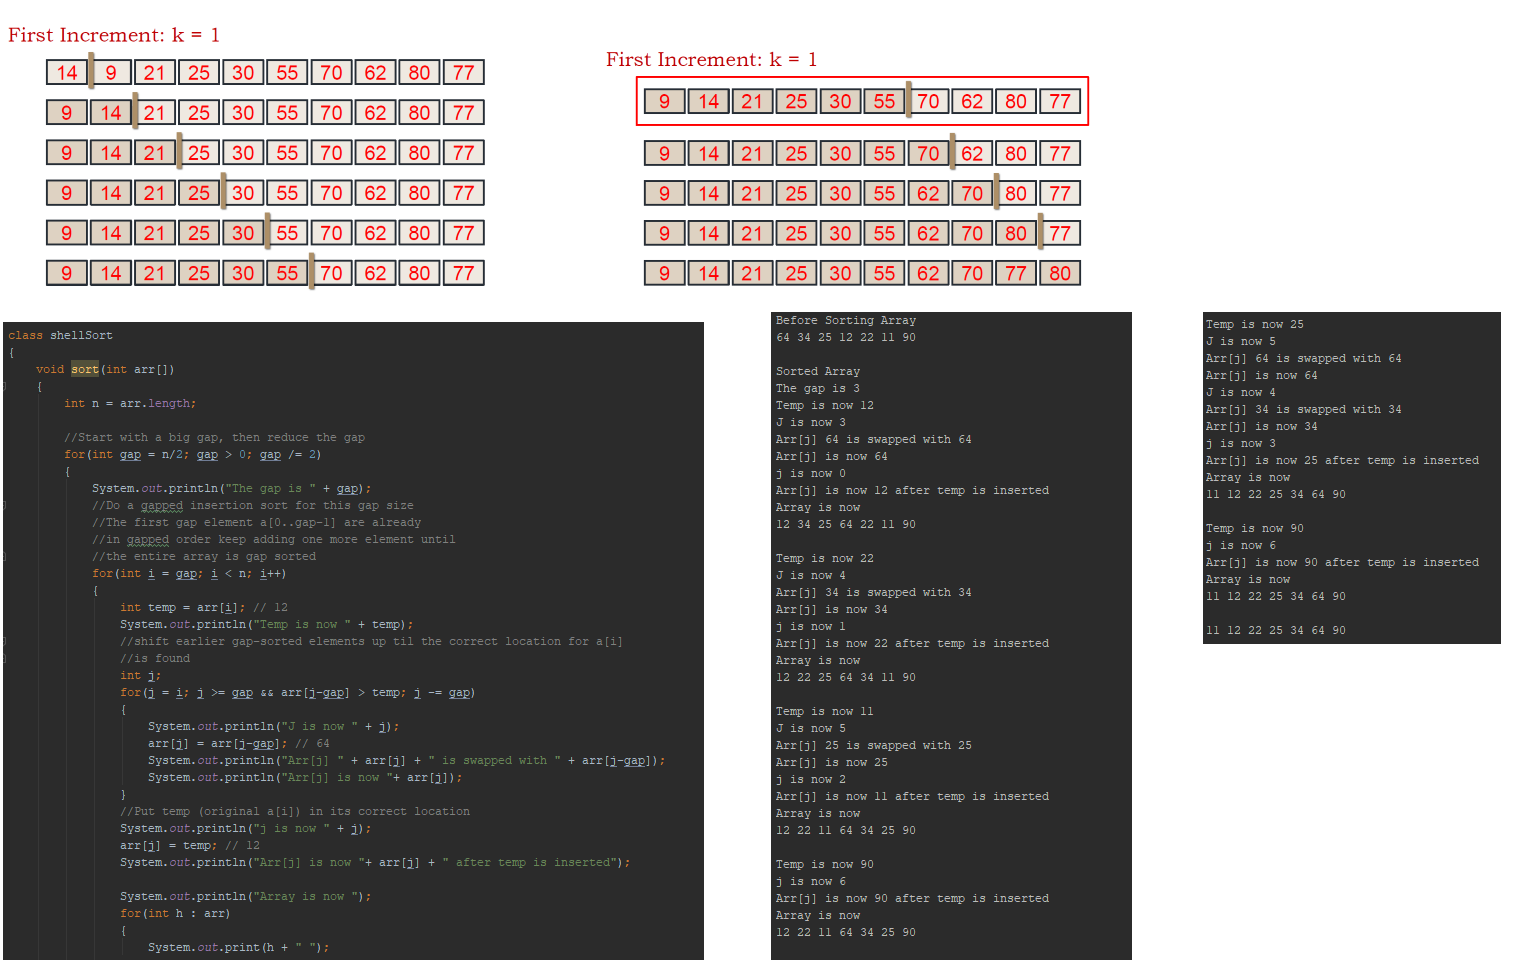 First Increment: k = 1
14 9 21 25 30 55 70 62 80 77
9 14 21 25 30 55 70 62 80 77
9 14 21 25 30 55 70 62 80 77
9 14 21 25 30 55 70 62 80 77
9 14 21 25 30 55 70 62 80 77
9 14 21 25 30 55 70 62 80 77
First Increment: k = 1
9 14 21 25 30 55 70 62 80 77
9 14 21 25 30 55 70 62 80 77
9 14 21 25 30 55 62 70 80 77
9 14 21 25 30 55 62 70 80 77
9 14 21 25 30 55 62 70 77 80
class shellSort
{
void sort(int arr[])
{
int n = arr.length;
//Start with a big gap, then reduce the gap
for(int gap = n/2; gap > 0; gap /= 2)
{
System.out.println("The gap is " + gap);
//Do a gapped insertion sort for this gap size
//The first gap element a[0..gap-1] are already
//in gapped order keep adding one more element until
//the entire array is gap sorted
for(int i = gap; i < n; i++)
{
int temp = arr[i]; // 12
System.out.println("Temp is now " + temp);
//shift earlier gap-sorted elements up til the correct location for a[i]
//is found
int j;
for(j = i; j >= gap && arr[j-gap] > temp; j -= gap)
{
System.out.println("J is now " + j);
arr[j] = arr[j-gap]; // 64
System.out.println("Arr[j] " + arr[j] + " is swapped with " + arr[j-gap]);
System.out.println("Arr[j] is now "+ arr[j]);
}
//Put temp (original a[i]) in its correct location
System.out.println("j is now " + j);
arr[j] = temp; // 12
System.out.println("Arr[j] is now "+ arr[j] + " after temp is inserted");
System.out.println("Array is now ");
for(int h : arr)
{
System.out.print(h + " ");
Before Sorting Array
64 34 25 12 22 11 90
Sorted Array
The gap is 3
Temp is now 12
J is now 3
Arr[j] 64 is swapped with 64
Arr[j] is now 64
j is now 0
Arr[j] is now 12 after temp is inserted
Array is now
12 34 25 64 22 11 90
Temp is now 22
J is now 4
Arr[j] 34 is swapped with 34
Arr[j] is now 34
j is now 1
Arr[j] is now 22 after temp is inserted
Array is now
12 22 25 64 34 11 90
Temp is now 11
J is now 5
Arr[j] 25 is swapped with 25
Arr[j] is now 25
j is now 2
Arr[j] is now 11 after temp is inserted
Array is now
12 22 11 64 34 25 90
Temp is now 90
j is now 6
Arr[j] is now 90 after temp is inserted
Array is now
12 22 11 64 34 25 90
Temp is now 25
J is now 5
Arr[j] 64 is swapped with 64
Arr[j] is now 64
J is now 4
Arr[j] 34 is swapped with 34
Arr[j] is now 34
j is now 3
Arr[j] is now 25 after temp is inserted
Array is now
11 12 22 25 34 64 90
Temp is now 90
j is now 6
Arr[j] is now 90 after temp is inserted
Array is now
11 12 22 25 34 64 90
11 12 22 25 34 64 90